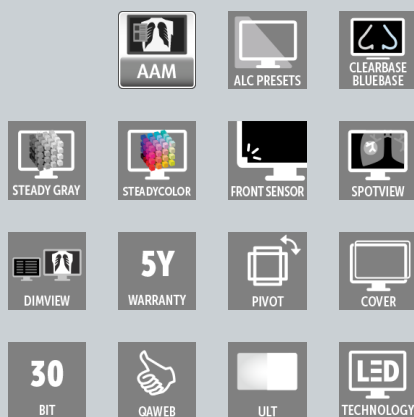 AAM
ALC PRESETS
CLEARBASE
BLUEBASE
STEADY GRAY
STEADYCOLOR
FRONT SENSOR
SPOTVIEW
DIMVIEW
5Y
WARRANTY
PIVOT
COVER
30
BIT
QAWEB
ULT
LED
TECHNOLOGY